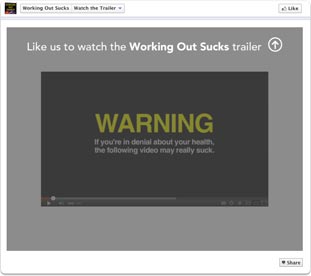 Working Out Sucks Watch the Trailer
Like
Like us to watch the Working Out Sucks trailer
WARNING
If you're in denial about your health,
the following video may really suck.
Share